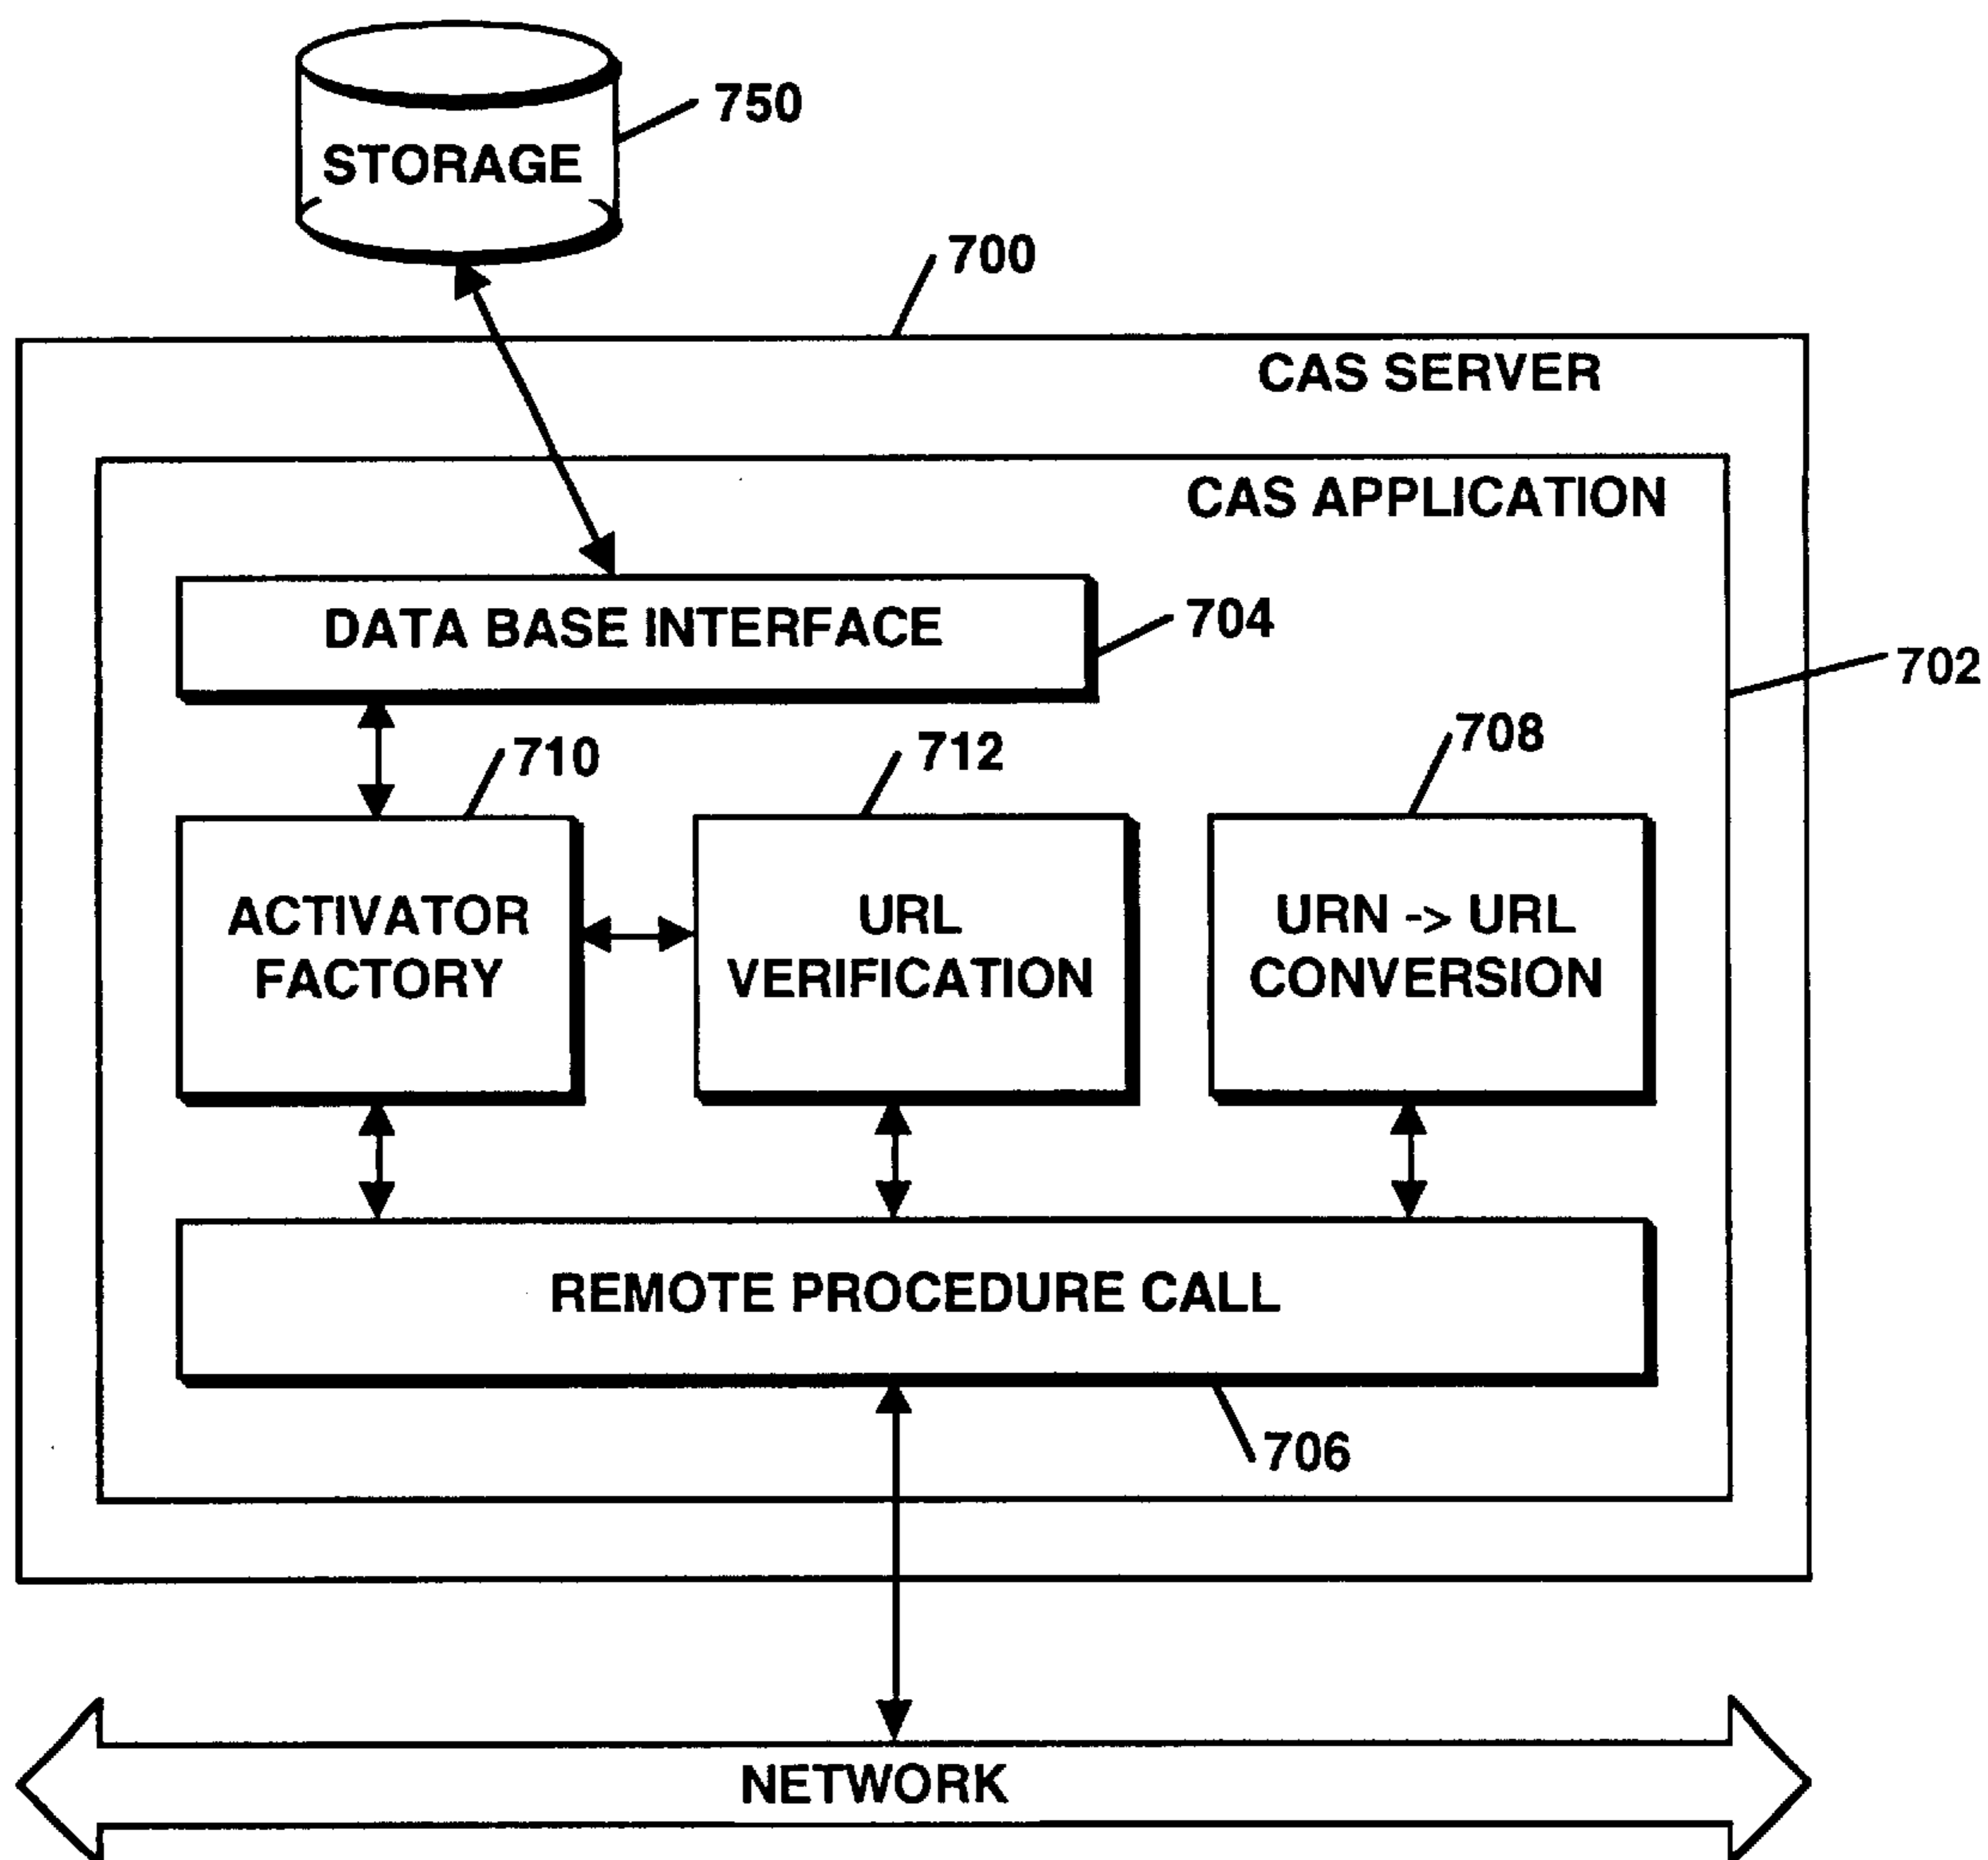 750
STORAGE
700
CAS SERVER
CAS APPLICATION
DATA BASE INTERFACE
704
702
710
712
708
ACTIVATOR
FACTORY
URL
VERIFICATION
URN -> URL
CONVERSION
REMOTE PROCEDURE CALL
706
NETWORK